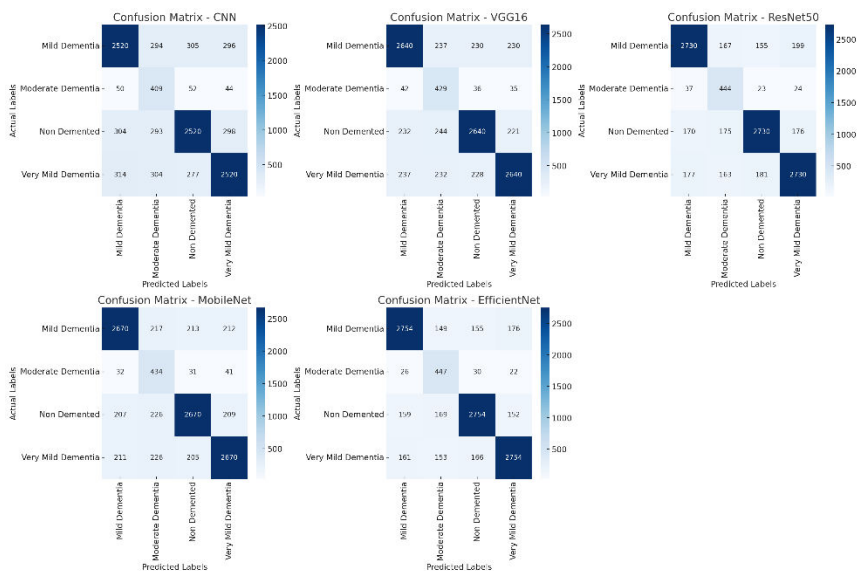 Confusion Matrix - CNN
Actual Labels
Mild Dementia 2520 294 305 296
Moderate Dementia 50 409 52 44
Non Demented 304 293 2520 298
Very Mild Dementia 314 304 277 2520
Mild Dementia Moderate Dementia Non Demented Very Mild Dementia
Predicted Labels
2500
2000
1500
1000
500
Confusion Matrix - VGG16
Actual Labels
Mild Dementia 2640 237 230 230
Moderate Dementia 42 429 36 35
Non Demented 232 244 2640 221
Very Mild Dementia 237 232 228 2640
Mild Dementia Moderate Dementia Non Demented Very Mild Dementia
Predicted Labels
2500
2000
1500
1000
500
Confusion Matrix - ResNet50
Actual Labels
Mild Dementia 2730 167 155 199
Moderate Dementia 37 444 23 24
Non Demented 170 175 2730 176
Very Mild Dementia 177 163 181 2730
Mild Dementia Moderate Dementia Non Demented Very Mild Dementia
Predicted Labels
2500
2000
1500
1000
500
Confusion Matrix - MobileNet
Actual Labels
Mild Dementia 2670 217 213 212
Moderate Dementia 32 434 31 41
Non Demented 207 226 2670 209
Very Mild Dementia 211 226 205 2670
Mild Dementia Moderate Dementia Non Demented Very Mild Dementia
Predicted Labels
2500
2000
1500
1000
500
Confusion Matrix - EfficientNet
Actual Labels
Mild Dementia 2754 149 155 176
Moderate Dementia 26 447 30 22
Non Demented 159 169 2754 152
Very Mild Dementia 161 153 166 2754
Mild Dementia Moderate Dementia Non Demented Very Mild Dementia
Predicted Labels
2500
2000
1500
1000
500